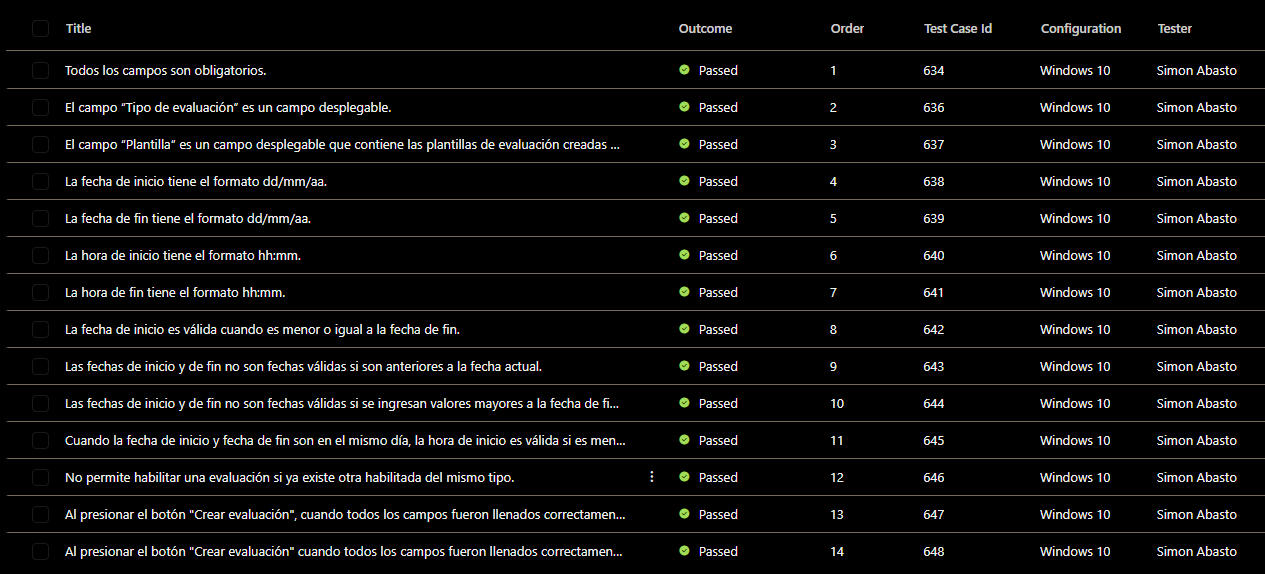 Title Outcome Order Test Case Id Configuration Tester
Todos los campos son obligatorios. Passed 1 634 Windows 10 Simon Abasto
El campo “Tipo de evaluación” es un campo desplegable. Passed 2 636 Windows 10 Simon Abasto
El campo “Plantilla” es un campo desplegable que contiene las plantillas de evaluación creadas ... Passed 3 637 Windows 10 Simon Abasto
La fecha de inicio tiene el formato dd/mm/aa. Passed 4 638 Windows 10 Simon Abasto
La fecha de fin tiene el formato dd/mm/aa. Passed 5 639 Windows 10 Simon Abasto
La hora de inicio tiene el formato hh:mm. Passed 6 640 Windows 10 Simon Abasto
La hora de fin tiene el formato hh:mm. Passed 7 641 Windows 10 Simon Abasto
La fecha de inicio es válida cuando es menor o igual a la fecha de fin. Passed 8 642 Windows 10 Simon Abasto
Las fechas de inicio y de fin no son fechas válidas si son anteriores a la fecha actual. Passed 9 643 Windows 10 Simon Abasto
Las fechas de inicio y de fin no son fechas válidas si se ingresan valores mayores a la fecha de fi... Passed 10 644 Windows 10 Simon Abasto
Cuando la fecha de inicio y fecha de fin son en el mismo día, la hora de inicio es válida si es men... Passed 11 645 Windows 10 Simon Abasto
No permite habilitar una evaluación si ya existe otra habilitada del mismo tipo. Passed 12 646 Windows 10 Simon Abasto
Al presionar el botón "Crear evaluación", cuando todos los campos fueron llenados correctamen... Passed 13 647 Windows 10 Simon Abasto
Al presionar el botón "Crear evaluación" cuando todos los campos fueron llenados correctamen... Passed 14 648 Windows 10 Simon Abasto